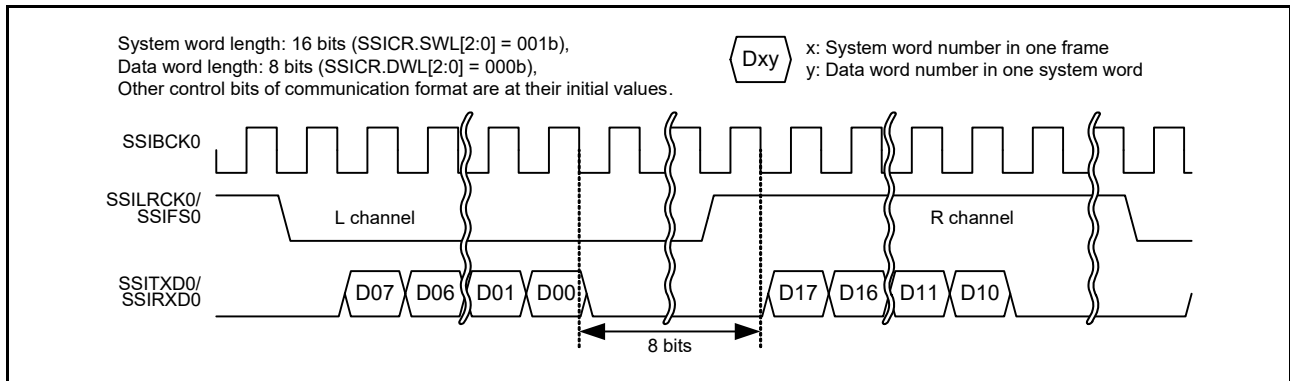 System word length: 16 bits (SSICR.SWL[2:0] = 001b),
Data word length: 8 bits (SSICR.DWL[2:0] = 000b),
Other control bits of communication format are at their initial values.
Dxy
x: System word number in one frame
y: Data word number in one system word
SSIBCK0
SSILRCK0/
SSIFS0
L channel
R channel
SSITXD0/
SSIRXD0
D07 D06 D01 D00 D17 D16 D11 D10
8 bits